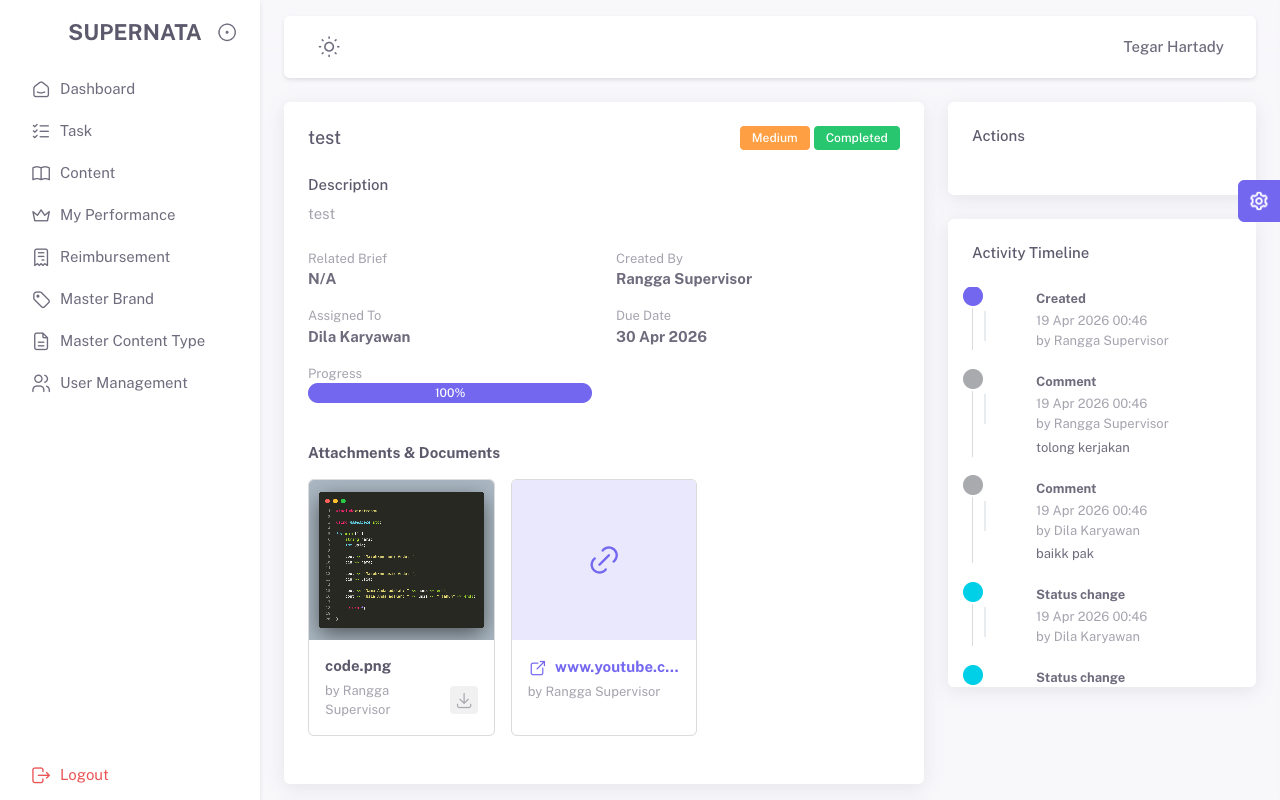 SUPERNATA
Dashboard
Task
Content
My Performance
Reimbursement
Master Brand
Master Content Type
User Management
Logout
Tegar Hartady
test
Medium
Completed
Description
test
Related Brief
N/A
Created By
Rangga Supervisor
Assigned To
Dila Karyawan
Due Date
30 Apr 2026
Progress
100%
Attachments & Documents
code.png
by Rangga
Supervisor
www.youtube.c...
by Rangga Supervisor
Actions
Activity Timeline
Created
19 Apr 2026 00:46
by Rangga Supervisor
Comment
19 Apr 2026 00:46
by Rangga Supervisor
tolong kerjakan
Comment
19 Apr 2026 00:46
by Dila Karyawan
baikk pak
Status change
19 Apr 2026 00:46
by Dila Karyawan
Status change